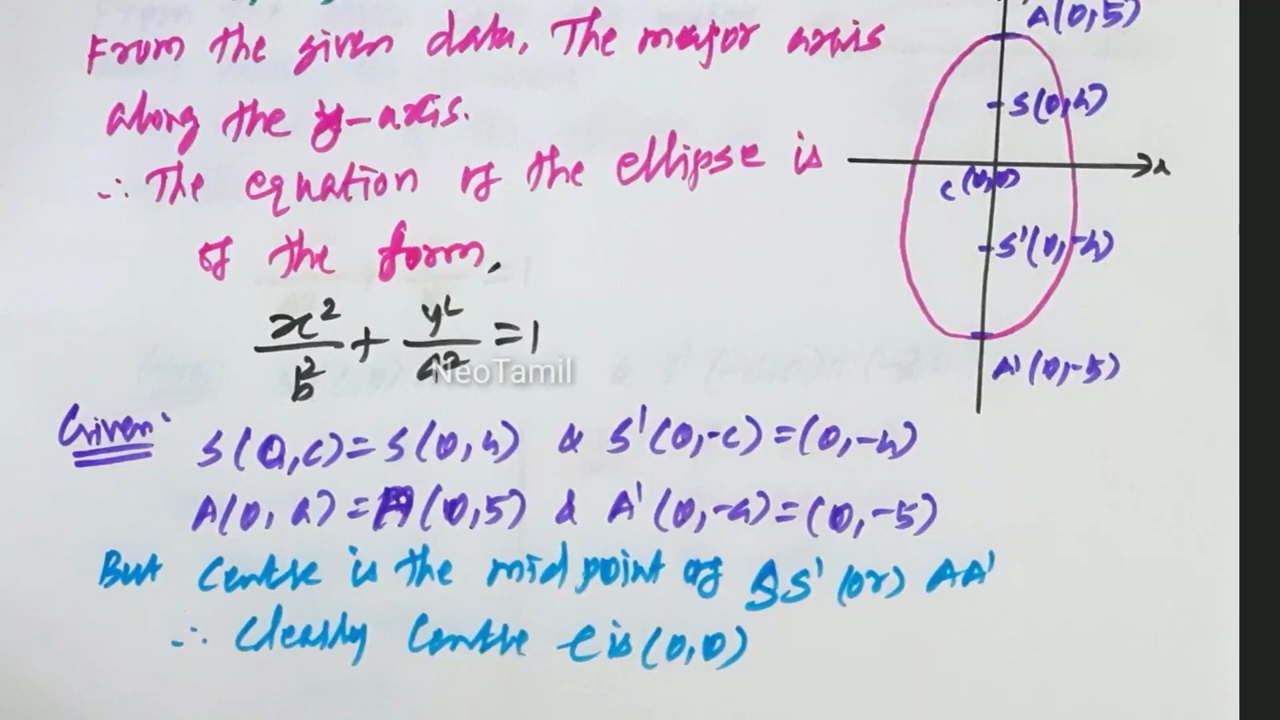 From the given data, The major axis
along the y-axis.
∴ The equation of the ellipse is
of the form,
x²/b² + y²/a² = 1
NeoTamil
Given:
S(0,c)=S(0,4) & S'(0,-c)=(0,-4)
A(0,a)=A(0,5) & A'(0,-a)=(0,-5)
But Centre is the midpoint of SS' (or) AA'
∴ Clearly Centre C is (0,0)
A(0,5)
S(0,4)
x
C(0,0)
S'(0,-4)
A'(0,-5)